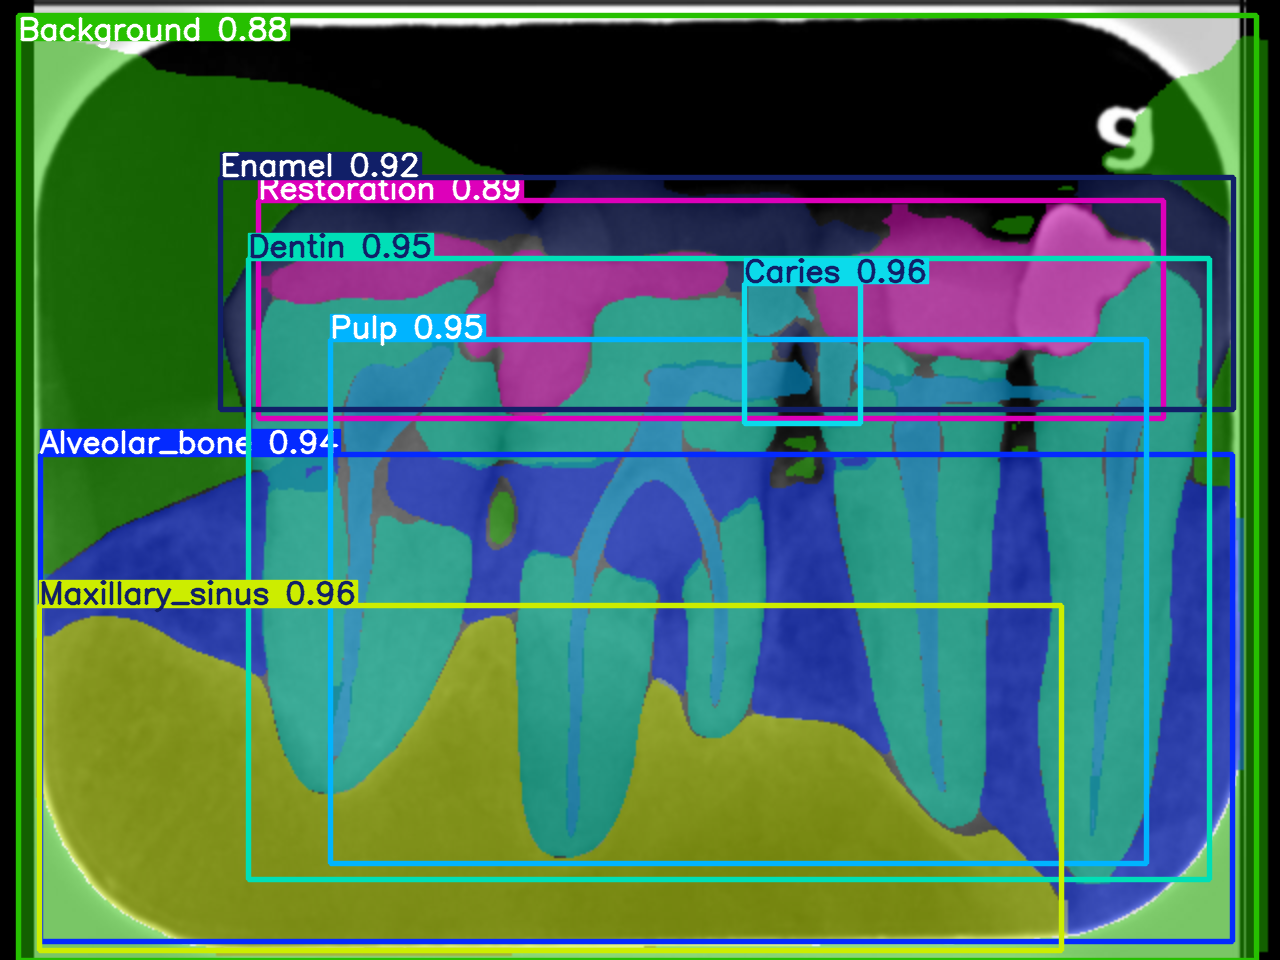 Background 0.88
g
Enamel 0.92
Restoration 0.89
Dentin 0.95
Caries 0.96
Pulp 0.95
Alveolar_bone 0.94
Maxillary_sinus 0.96